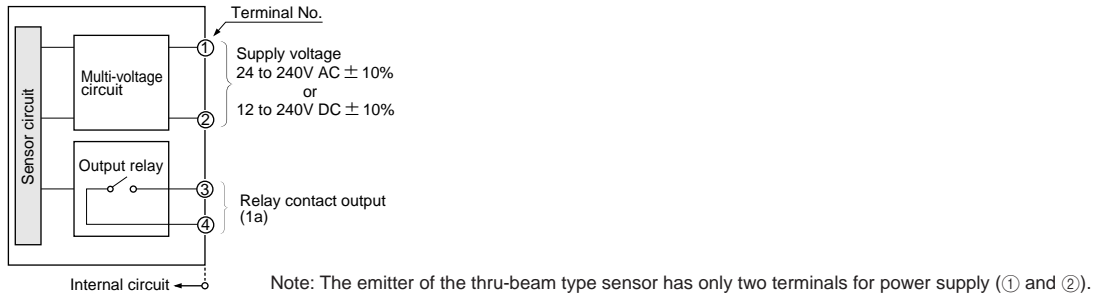 Terminal No.
①
Supply voltage
24 to 240V AC ± 10%
or
12 to 240V DC ± 10%
Multi-voltage
circuit
②
Sensor circuit
Output relay
③
Relay contact output
(1a)
④
Internal circuit
Note: The emitter of the thru-beam type sensor has only two terminals for power supply (① and ②).